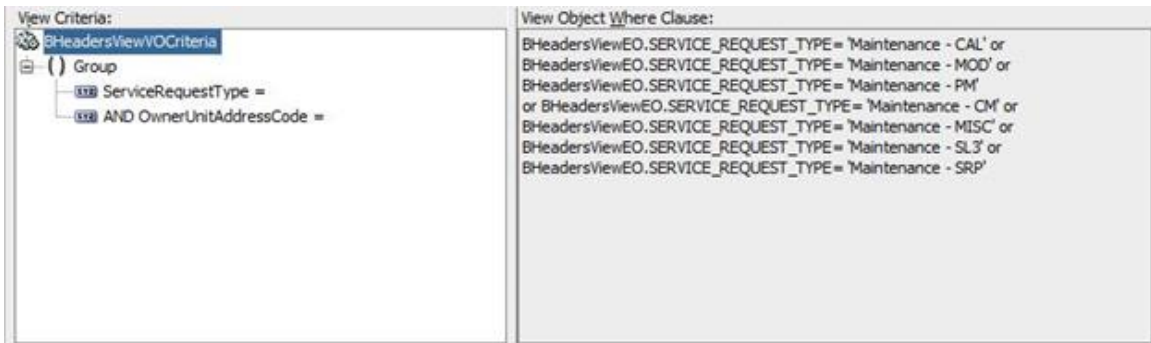 View Criteria:
BHeadersViewVOCriteria
( ) Group
ServiceRequestType =
AND OwnerUnitAddressCode =
View Object Where Clause:
BHeadersViewEO.SERVICE_REQUEST_TYPE= 'Maintenance - CAL' or
BHeadersViewEO.SERVICE_REQUEST_TYPE= 'Maintenance - MOD' or
BHeadersViewEO.SERVICE_REQUEST_TYPE= 'Maintenance - PM'
or BHeadersViewEO.SERVICE_REQUEST_TYPE= 'Maintenance - CM' or
BHeadersViewEO.SERVICE_REQUEST_TYPE= 'Maintenance - MISC' or
BHeadersViewEO.SERVICE_REQUEST_TYPE= 'Maintenance - SL3' or
BHeadersViewEO.SERVICE_REQUEST_TYPE= 'Maintenance - SRP'